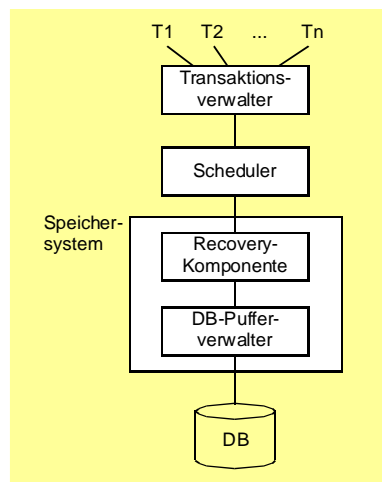 T1 T2 ... Tn
Transaktions-
verwalter
Scheduler
Speicher-
system
Recovery-
Komponente
DB-Puffer-
verwalter
DB